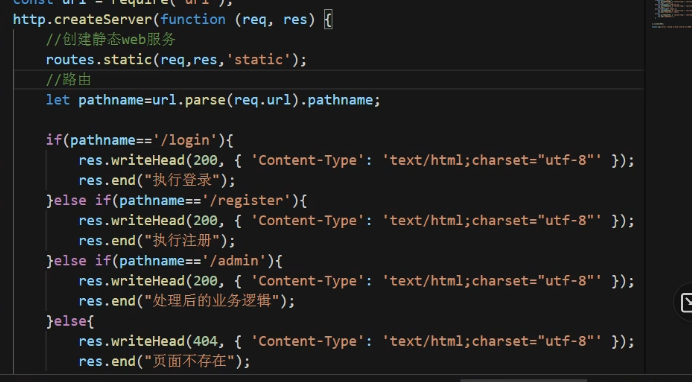 const url = require('url');
http.createServer(function (req, res) {
//创建静态web服务
routes.static(req,res,'static');
//路由
let pathname=url.parse(req.url).pathname;
if(pathname=='/login'){
res.writeHead(200, { 'Content-Type': 'text/html;charset="utf-8"' });
res.end("执行登录");
}else if(pathname=='/register'){
res.writeHead(200, { 'Content-Type': 'text/html;charset="utf-8"' });
res.end("执行注册");
}else if(pathname=='/admin'){
res.writeHead(200, { 'Content-Type': 'text/html;charset="utf-8"' });
res.end("处理后的业务逻辑");
}else{
res.writeHead(404, { 'Content-Type': 'text/html;charset="utf-8"' });
res.end("页面不存在");